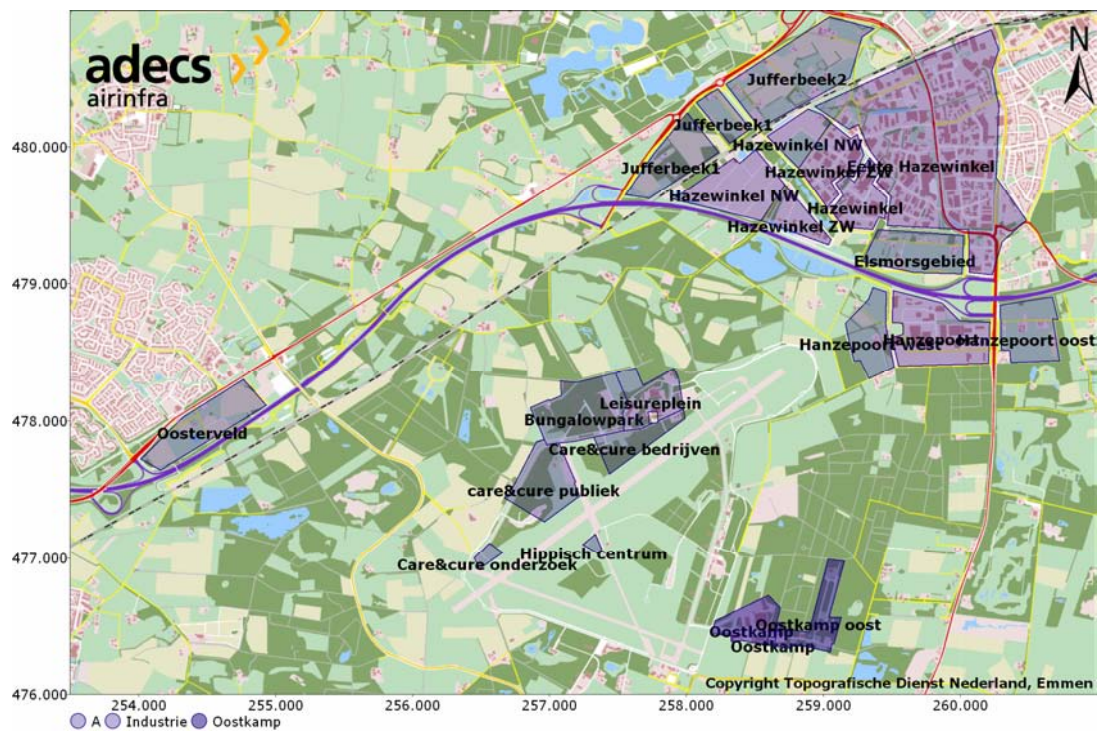 adecs
airinfra
N
Jufferbeek2
480.000
Jufferbeek1
Hazewinkel NW
Jufferbeek1
Eekte Hazewinkel
Hazewinkel ZW
Hazewinkel NW
Hazewinkel
Hazewinkel ZW
Elsmorsgebied
479.000
Hanzepoort west
Hanzepoort
Hanzepoort oost
Leisureplein
478.000
Bungalowpark
Oosterveld
Care&cure bedrijven
care&cure publiek
477.000
Hippisch centrum
Care&cure onderzoek
Oostkamp oost
Oostkamp
Oostkamp
476.000
Copyright Topografische Dienst Nederland, Emmen
254.000 255.000 256.000 257.000 258.000 259.000 260.000
A Industrie Oostkamp